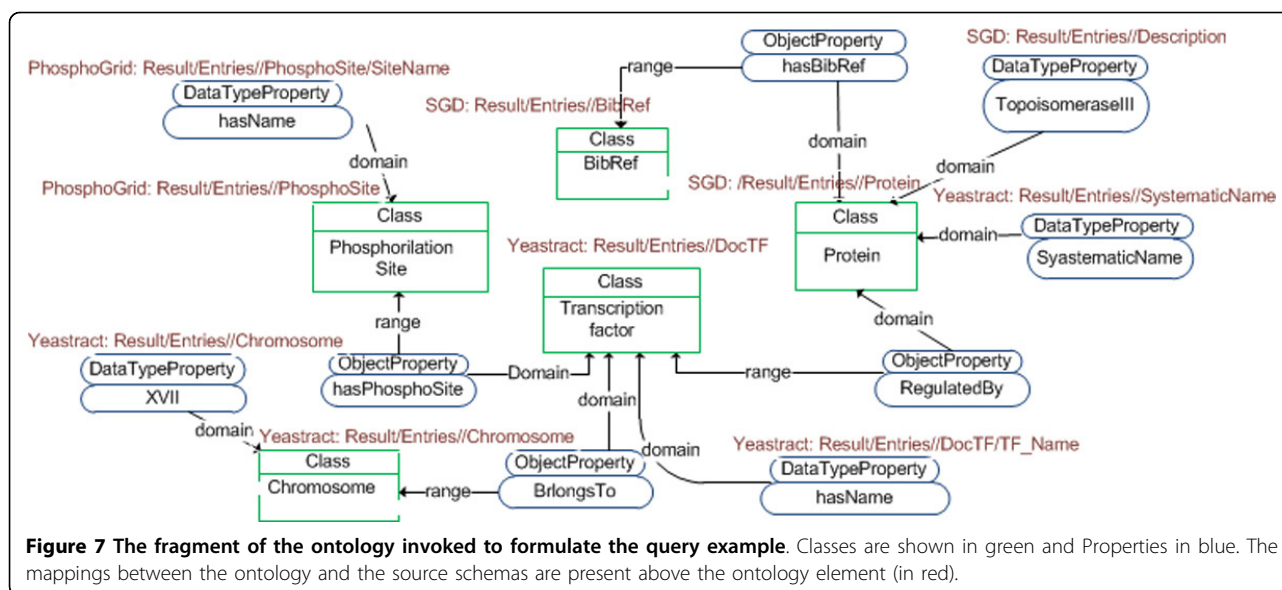 ObjectProperty
hasBibRef
SGD: Result/Entries//Description
DataTypeProperty
TopoisomeraseIII
PhosphoGrid: Result/Entries//PhosphoSite/SiteName
DataTypeProperty
hasName
range
SGD: Result/Entries//BibRef
Class
BibRef
domain
domain
domain
PhosphoGrid: Result/Entries//PhosphoSite
Class
Phosphorilation
Site
SGD: /Result/Entries//Protein
Class
Protein
Yeastract: Result/Entries//SystematicName
domain
DataTypeProperty
SyastematicName
Yeastract: Result/Entries//DocTF
Class
Transcription
factor
range
domain
Yeastract: Result/Entries//Chromosome
DataTypeProperty
XVII
ObjectProperty
hasPhosphoSite
Domain
range
ObjectProperty
RegulatedBy
domain
domain
Yeastract: Result/Entries//Chromosome
Class
Chromosome
range
ObjectProperty
BrlongsTo
domain
Yeastract: Result/Entries//DocTF/TF_Name
DataTypeProperty
hasName
Figure 7 The fragment of the ontology invoked to formulate the query example. Classes are shown in green and Properties in blue. The
mappings between the ontology and the source schemas are present above the ontology element (in red).